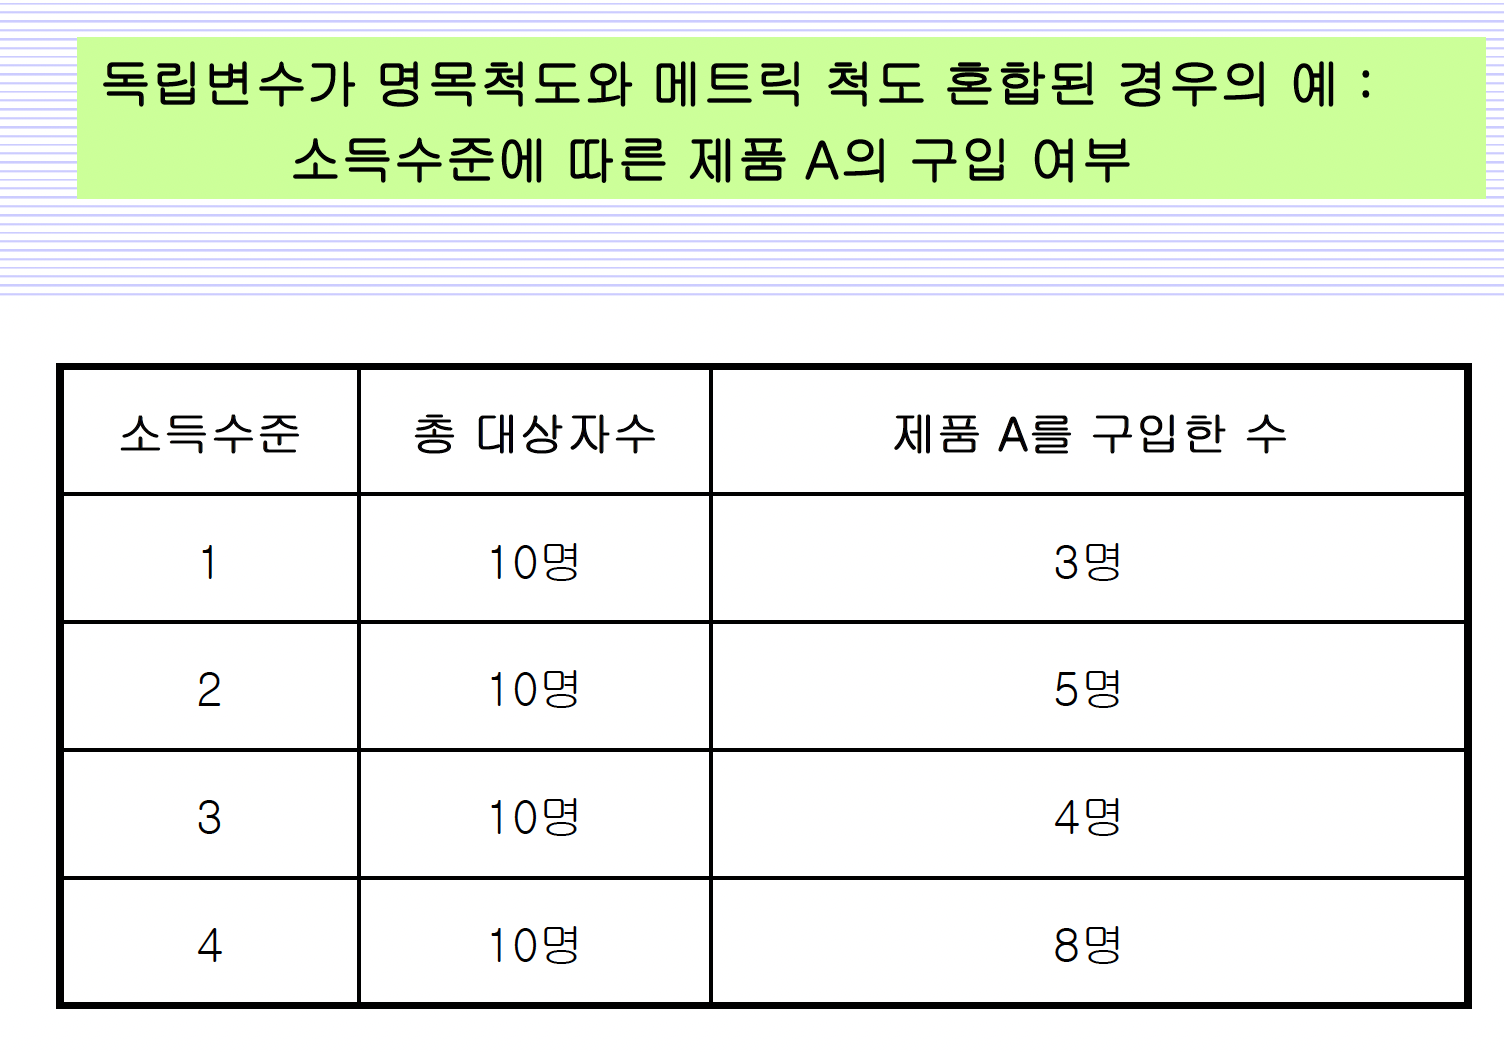 독립변수가 명목척도와 메트릭 척도 혼합된 경우의 예 :
소득수준에 따른 제품 A의 구입 여부
소득수준 총 대상자수 제품 A를 구입한 수
1 10명 3명
2 10명 5명
3 10명 4명
4 10명 8명